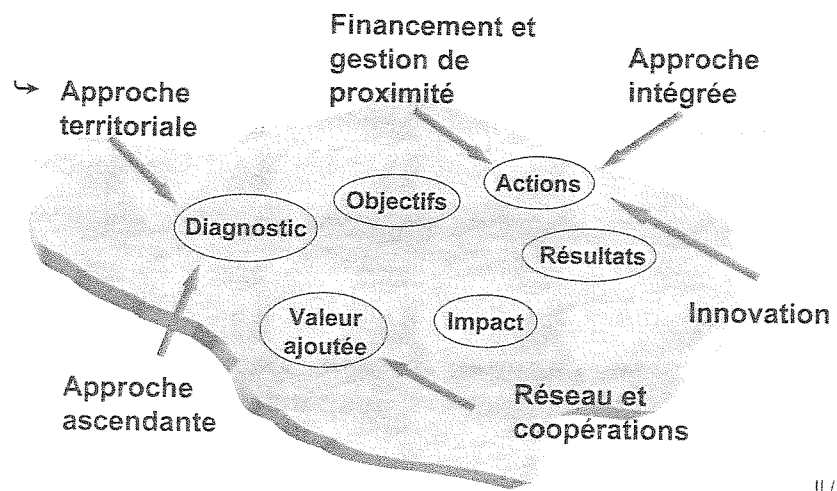 Financement et
gestion de
proximité
Approche
intégrée
Approche
territoriale
Actions
Objectifs
Diagnostic
Résultats
Innovation
Valeur
ajoutée
Impact
Approche
ascendante
Réseau et
coopérations